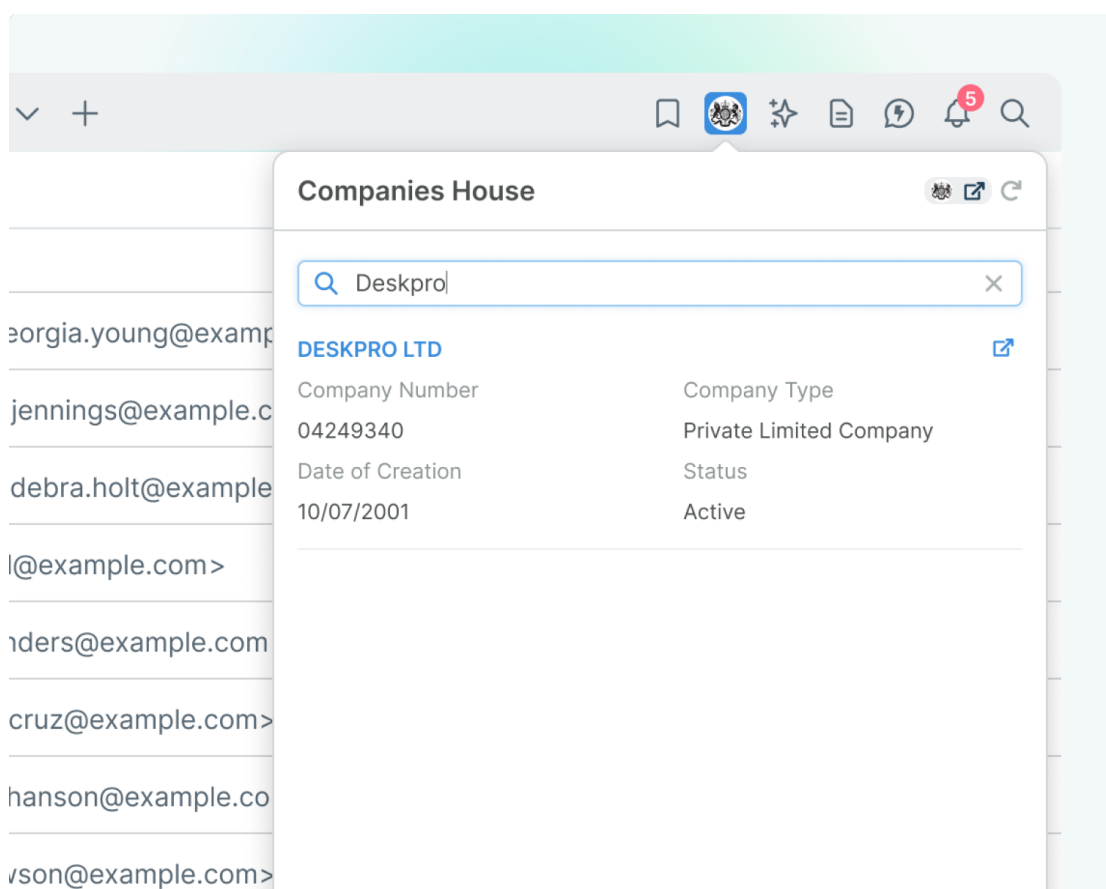 5
Companies House
Deskpro
DESKPRO LTD
Company Number Company Type
04249340 Private Limited Company
Date of Creation Status
10/07/2001 Active
eorgia.young@examp
jennings@example.c
debra.holt@example
l@example.com>
nders@example.com
cruz@example.com>
hanson@example.co
wson@example.com>